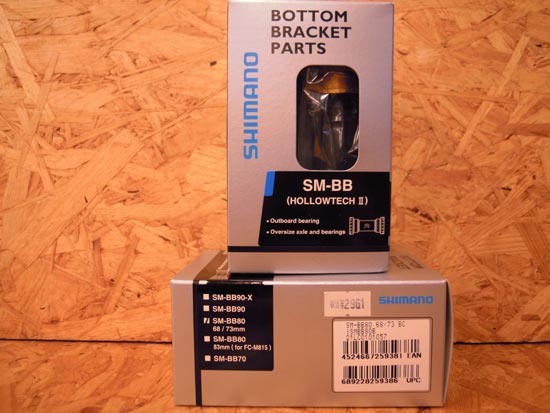 BOTTOM
BRACKET
PARTS
SHIMANO
SM-BB
(HOLLOWTECH II)
• Outboard bearing
• Oversize axle and bearings
SM-BB90-X
SM-BB90
SM-BB80
68 / 73mm
SM-BB80
83mm (for FC-M815)
SM-BB70
SHIMANO
SM-BB80 68/73 BC
ISMBB80B
4524667259381 EAN
689228259386 UPC